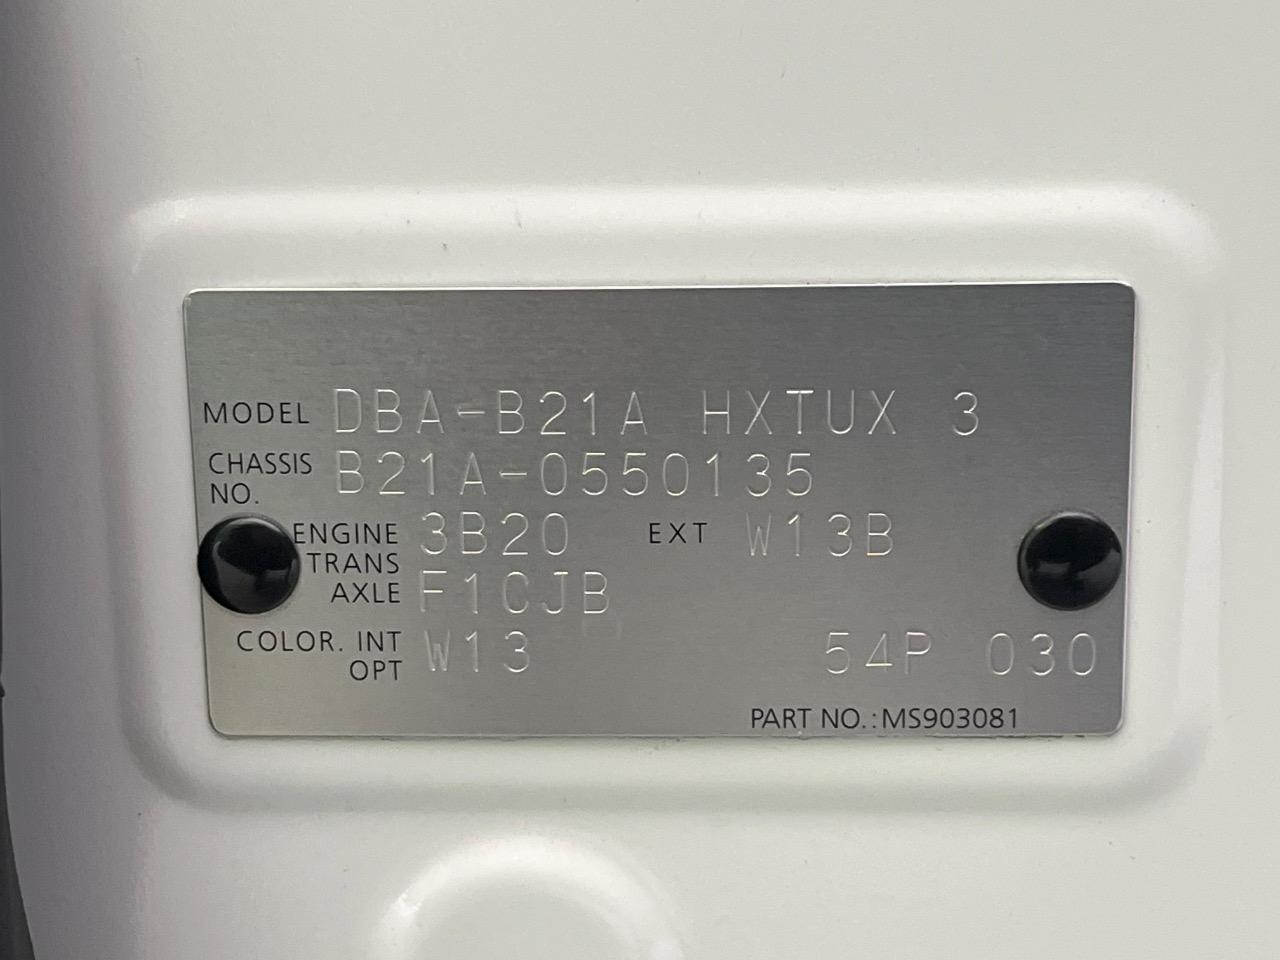 MODEL DBA-B21A HXTUX 3
CHASSIS NO. B21A-0550135
ENGINE 3B20 EXT W13B
TRANS AXLE F1CJB
COLOR. INT OPT W13 54P 030
PART NO.:MS903081